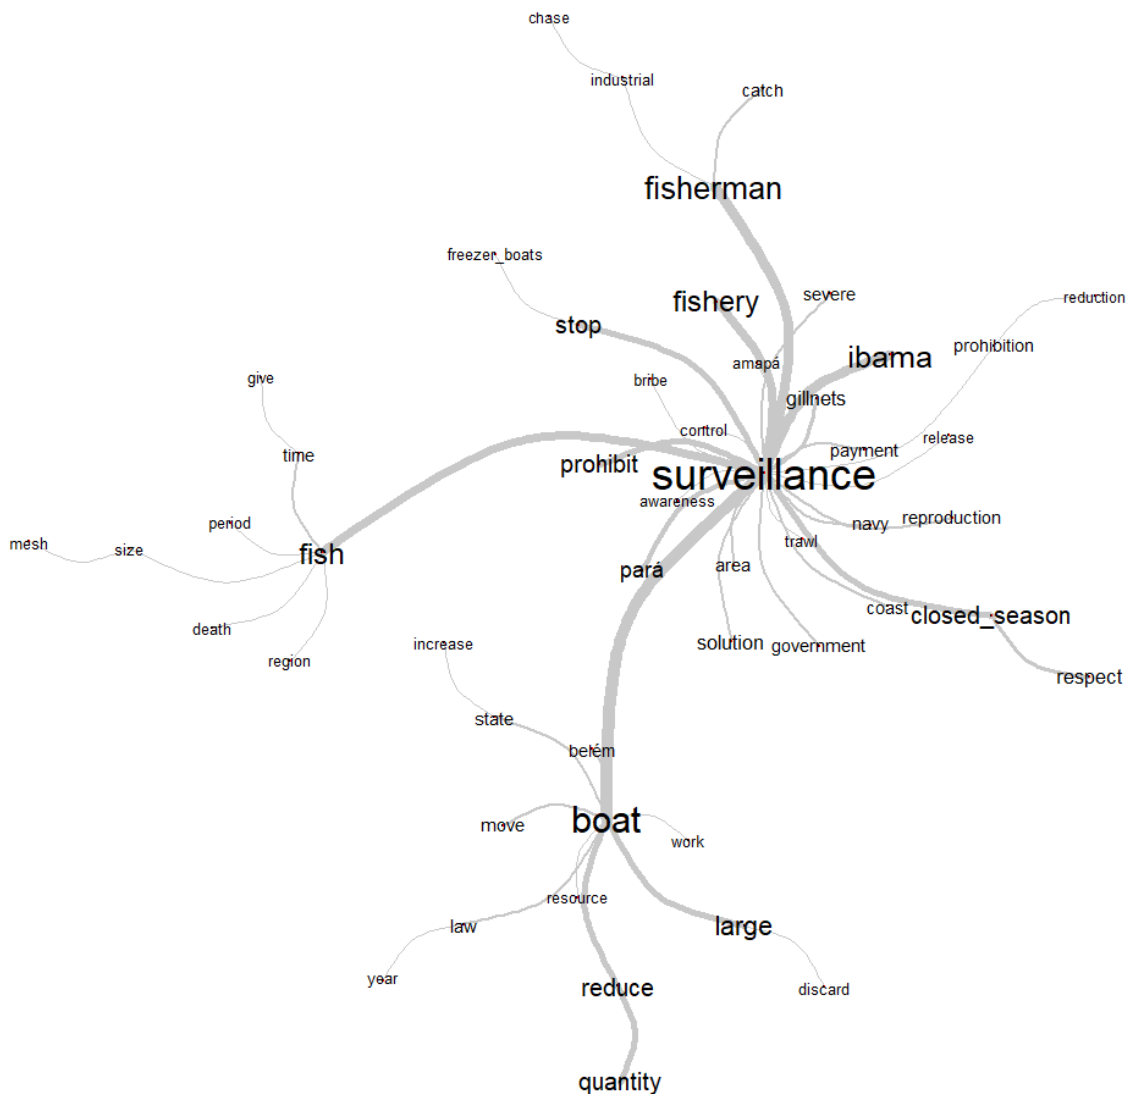 chase
industrial
catch
fisherman
freezer_boats
severe
fishery
reduction
stop
prohibition
ibama
amapá
give
bribe
gillnets
control
release
time
payment
prohibit
surveillance
awareness
period
navy
reproduction
mesh
size
fish
trawl
pará
area
coast
closed_season
death
solution
government
region
increase
respect
state
belém
move
boat
work
resource
law
large
year
reduce
discard
quantity